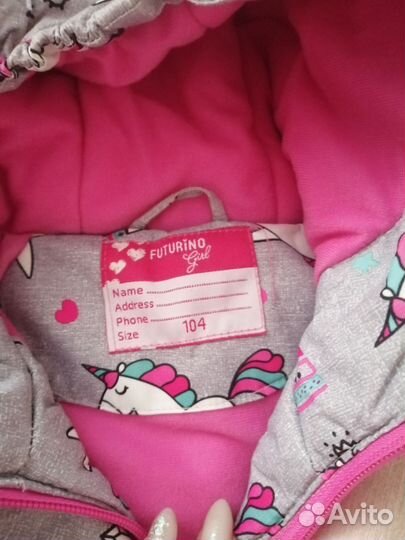 FUTURINO
Girl
Name
Address
Phone
Size 104
Avito